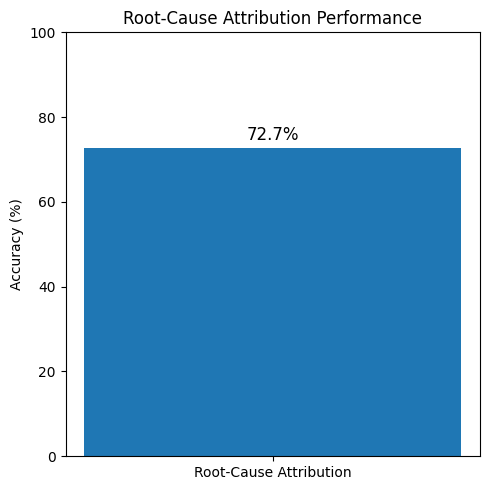 Root-Cause Attribution Performance
100
80
60
40
20
0
Accuracy (%)
72.7%
Root-Cause Attribution